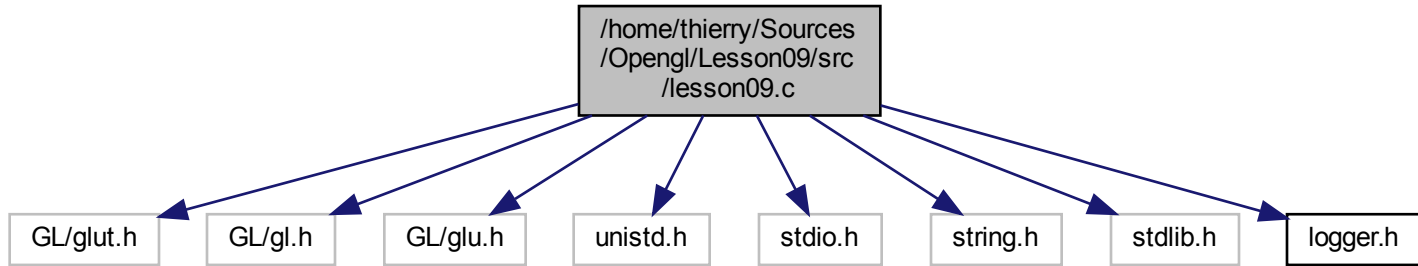 /home/thierry/Sources
/Opengl/Lesson09/src
/lesson09.c
GL/glut.h
GL/gl.h
GL/glu.h
unistd.h
stdio.h
string.h
stdlib.h
logger.h